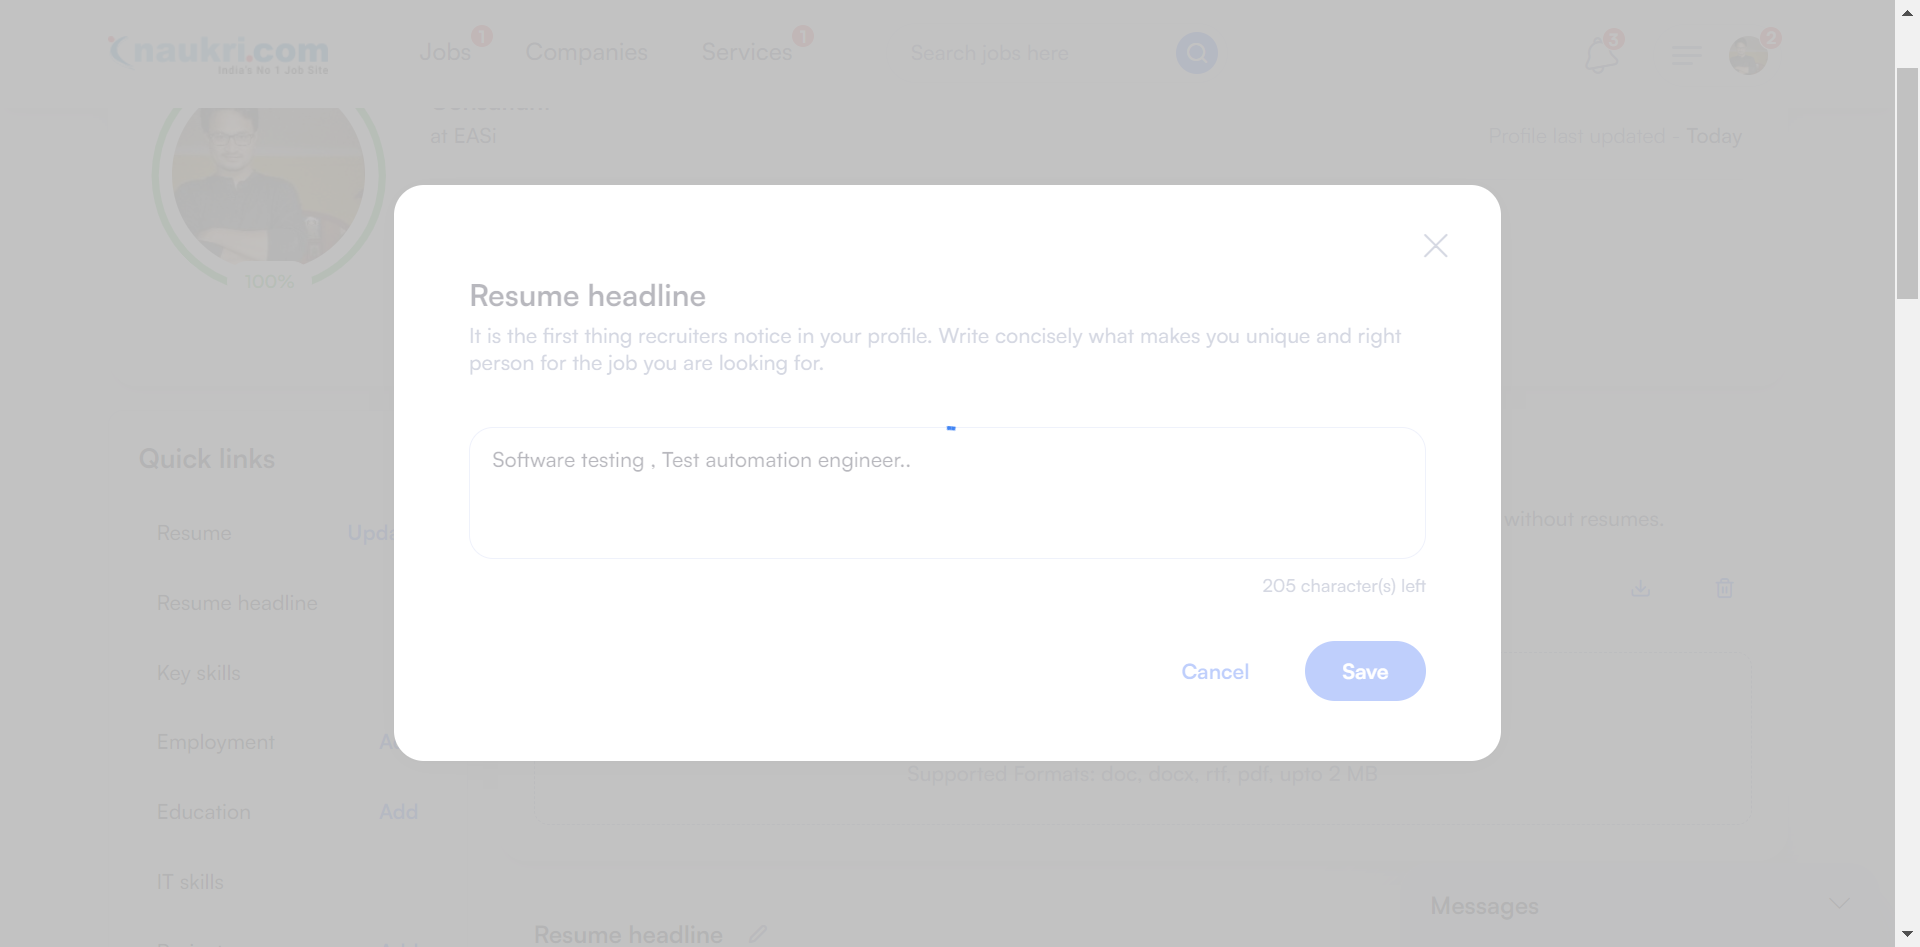 naukri.com
India's No 1 Job Site
Jobs 1
Companies
Services 1
Search jobs here
3
2
at EASi
Profile last updated - Today
100%
Resume headline
It is the first thing recruiters notice in your profile. Write concisely what makes you unique and right
person for the job you are looking for.
Software testing , Test automation engineer..
205 character(s) left
Cancel
Save
Quick links
Resume
Resume headline
Key skills
Employment
Education Add
IT skills
without resumes.
Supported Formats: doc, docx, rtf, pdf, upto 2 MB
Resume headline
Messages